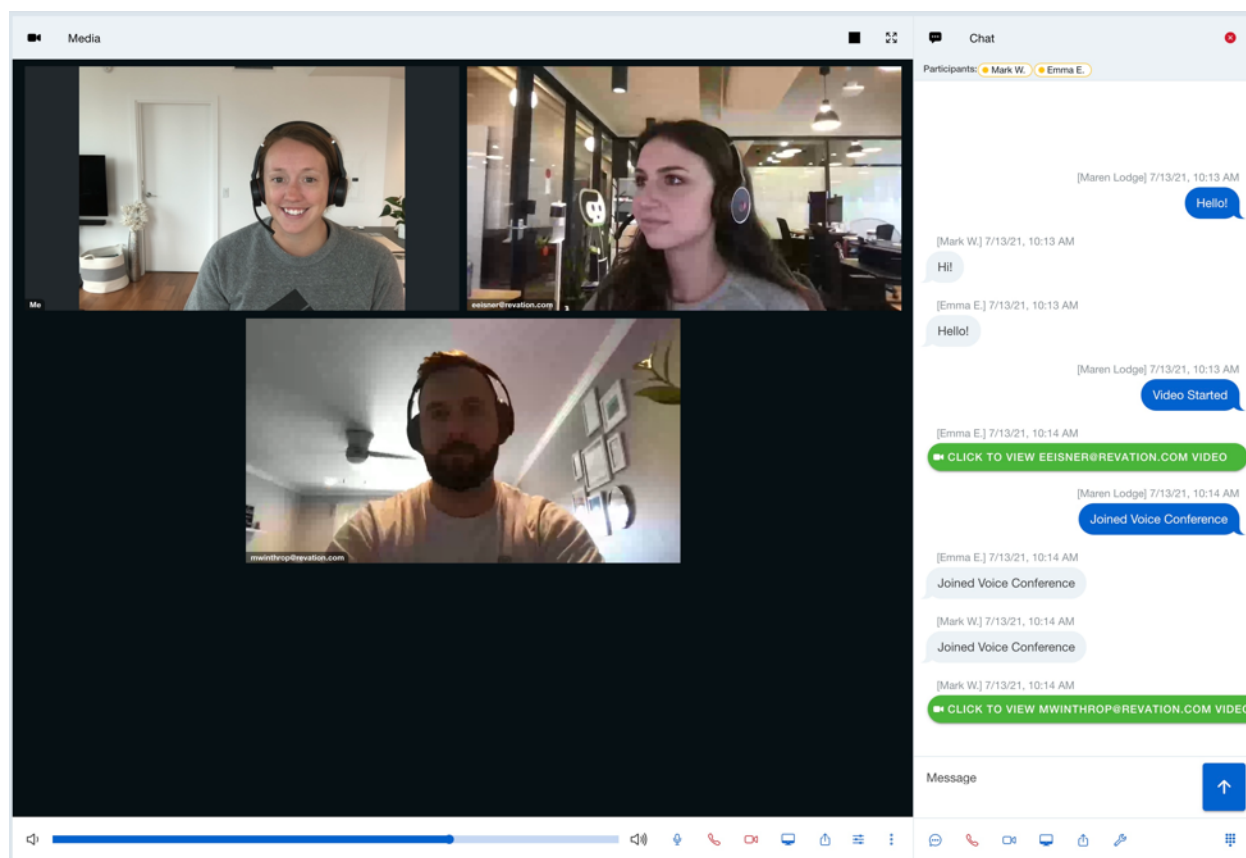 Media
Me
eeisner@revation.com
mwinthrop@revation.com
Chat
Participants: Mark W. Emma E.
[Maren Lodge] 7/13/21, 10:13 AM
Hello!
[Mark W.] 7/13/21, 10:13 AM
Hi!
[Emma E.] 7/13/21, 10:13 AM
Hello!
[Maren Lodge] 7/13/21, 10:13 AM
Video Started
[Emma E.] 7/13/21, 10:14 AM
CLICK TO VIEW EEISNER@REVATION.COM VIDEO
[Maren Lodge] 7/13/21, 10:14 AM
Joined Voice Conference
[Emma E.] 7/13/21, 10:14 AM
Joined Voice Conference
[Mark W.] 7/13/21, 10:14 AM
Joined Voice Conference
[Mark W.] 7/13/21, 10:14 AM
CLICK TO VIEW MWINTHROP@REVATION.COM VIDEO
Message